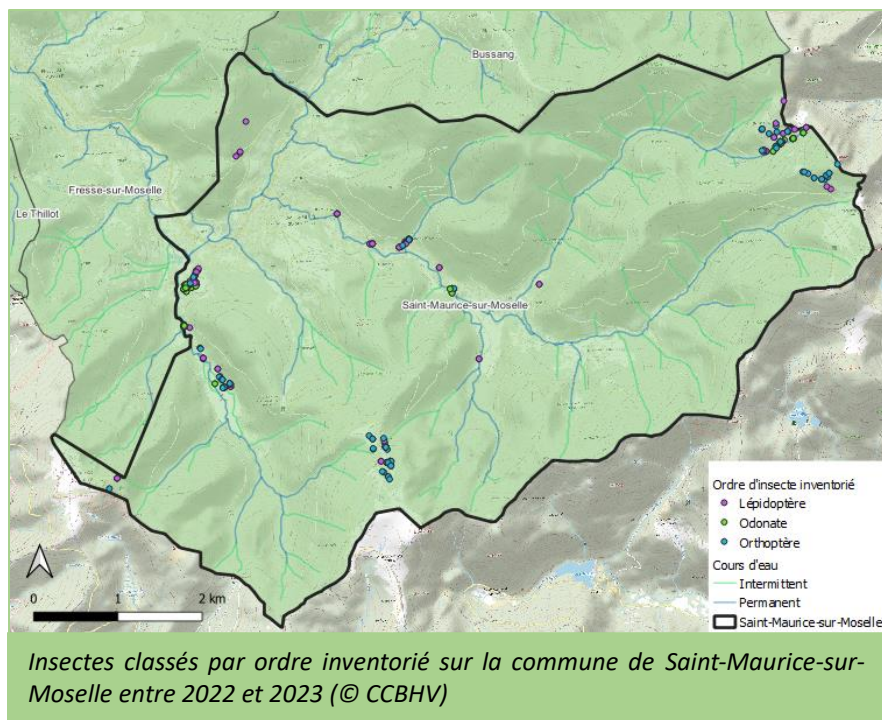 Bussang
Fresse-sur-Moselle
Le Thillot
Saint-Maurice-sur-Moselle
Ordre d'insecte inventorié
Lépidoptère
Odonate
Orthoptère
Cours d'eau
Intermittent
Permanent
Saint-Maurice-sur-Moselle
0 1 2 km
Insectes classés par ordre inventorié sur la commune de Saint-Maurice-sur-
Moselle entre 2022 et 2023 (© CCBHV)